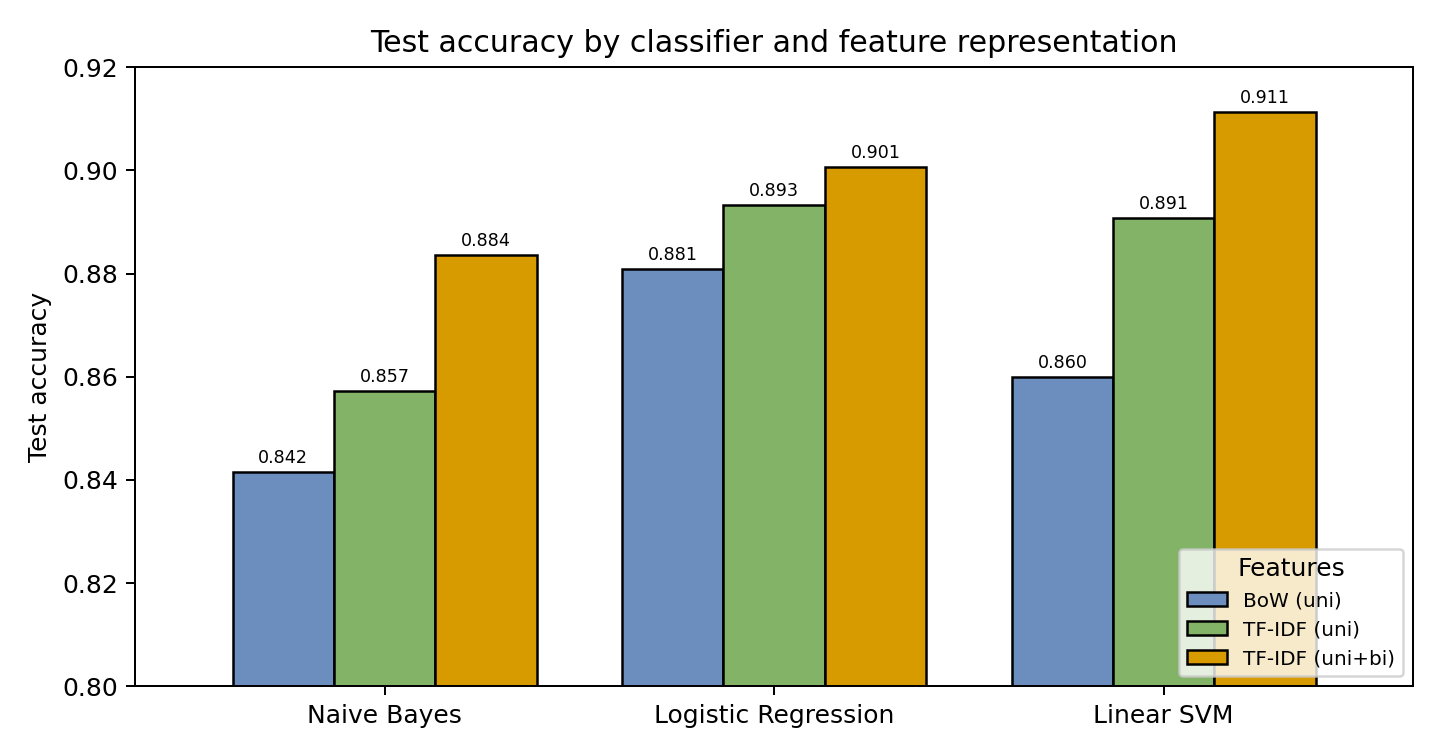 Test accuracy by classifier and feature representation
Test accuracy
0.92
0.90
0.88
0.86
0.84
0.82
0.80
0.842
0.857
0.884
0.881
0.893
0.901
0.860
0.891
0.911
Naive Bayes
Logistic Regression
Linear SVM
Features
BoW (uni)
TF-IDF (uni)
TF-IDF (uni+bi)